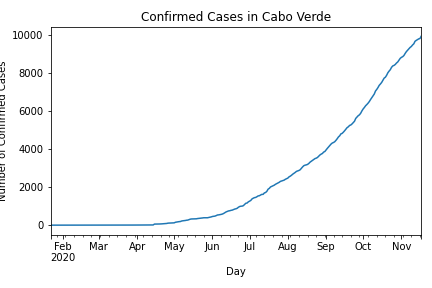 Confirmed Cases in Cabo Verde
Number of Confirmed Cases
10000
8000
6000
4000
2000
0
Feb Mar Apr May Jun Jul Aug Sep Oct Nov
2020
Day